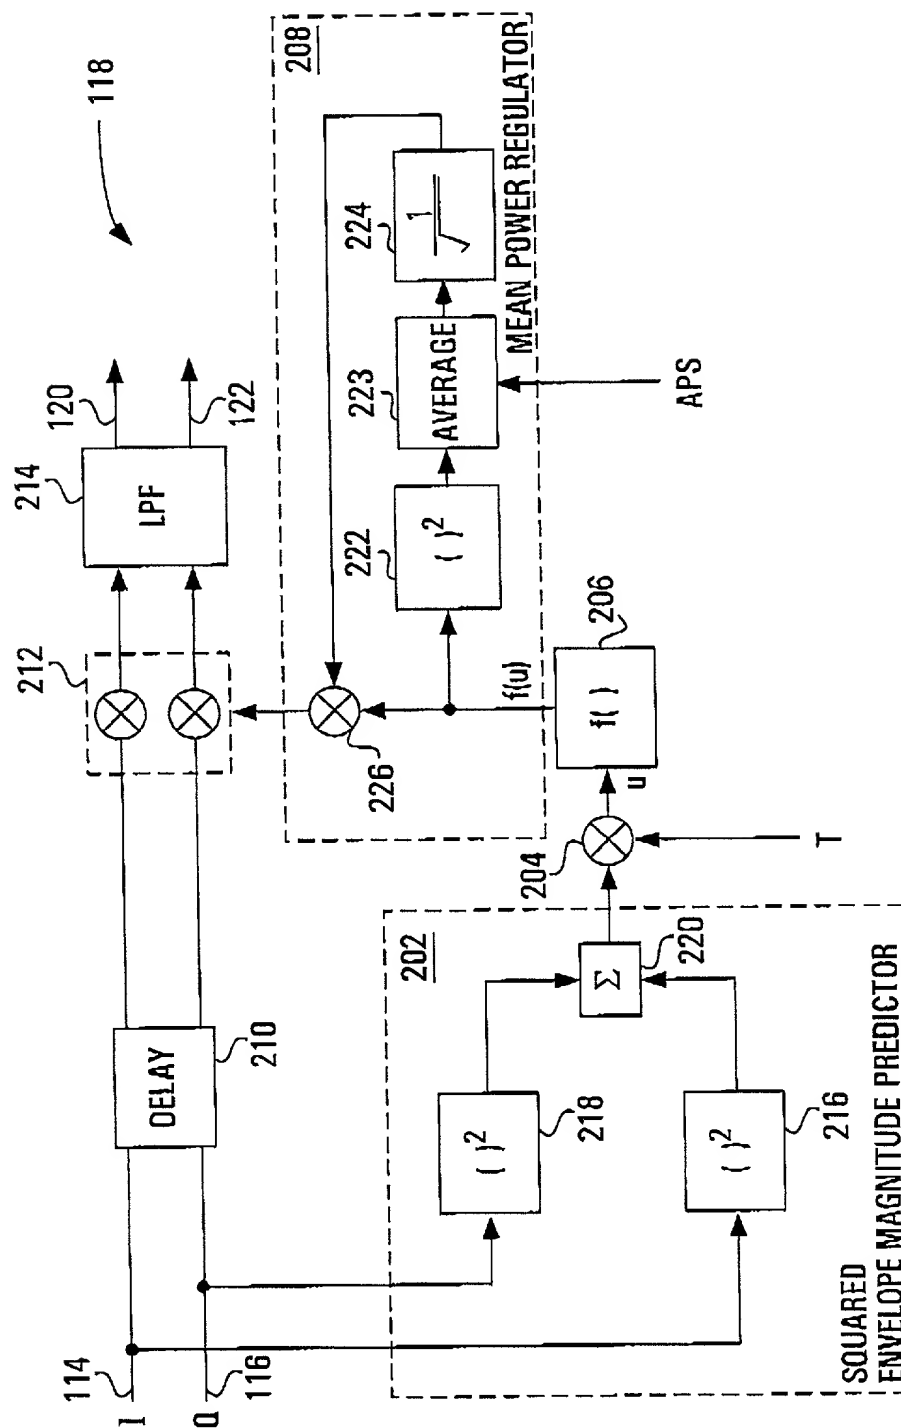 118
114
I
116
Q
DELAY
210
212
214
LPF
120
122
202
( )²
218
( )²
216
Σ
220
SQUARED
ENVELOPE MAGNITUDE PREDICTOR
204
T
u
f( )
206
f(u)
208
226
( )²
222
AVERAGE
223
APS
1
√
224
MEAN POWER REGULATOR